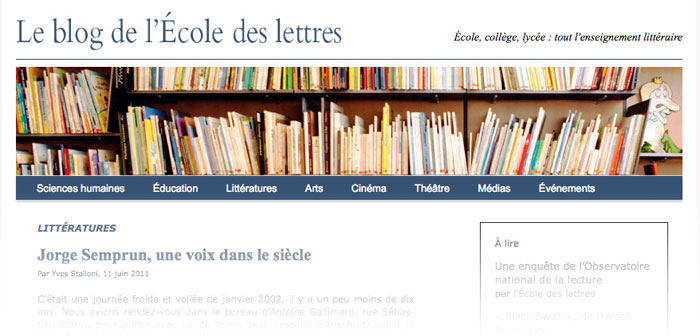 Le blog de l'École des lettres
École, collège, lycée : tout l'enseignement littéraire
Sciences humaines Éducation Littératures Arts Cinéma Théâtre Médias Événements
LITTÉRATURES
Jorge Semprun, une voix dans le siècle
Par Yves Stalloni, 11 juin 2011
C'était une journée froide et voilée de janvier 2002, il y a un peu moins de dix
ans. Nous avions rendez-vous dans le bureau d'Antoine Gallimard, rue Sébas-
tien-Bottin, pour parler avec lui de Primo Levi, rescapé d'Auschwitz, dont le
À lire
Une enquête de l'Observatoire
national de la lecture
par l'École des lettres
« Black Swan », de Darren